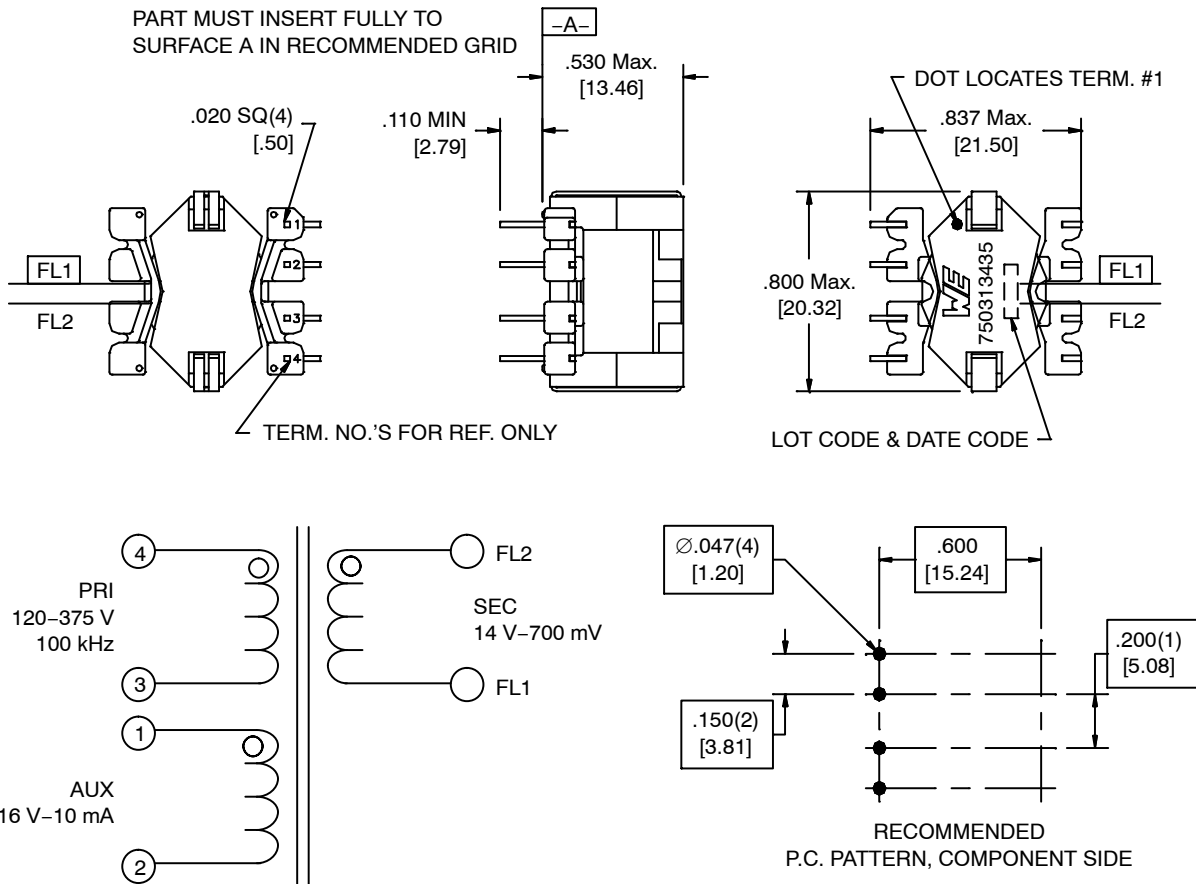 PART MUST INSERT FULLY TO
SURFACE A IN RECOMMENDED GRID
–A–
.530 Max.
[13.46]
DOT LOCATES TERM. #1
.020 SQ(4)
[.50]
.110 MIN
[2.79]
.837 Max.
[21.50]
1
2
3
4
FL1
FL2
.800 Max.
[20.32]
WE
750313435
FL1
FL2
TERM. NO.'S FOR REF. ONLY
LOT CODE & DATE CODE
4
PRI
120–375 V
100 kHz
3
1
AUX
16 V–10 mA
2
FL2
SEC
14 V–700 mV
FL1
∅.047(4)
[1.20]
.600
[15.24]
.200(1)
[5.08]
.150(2)
[3.81]
RECOMMENDED
P.C. PATTERN, COMPONENT SIDE